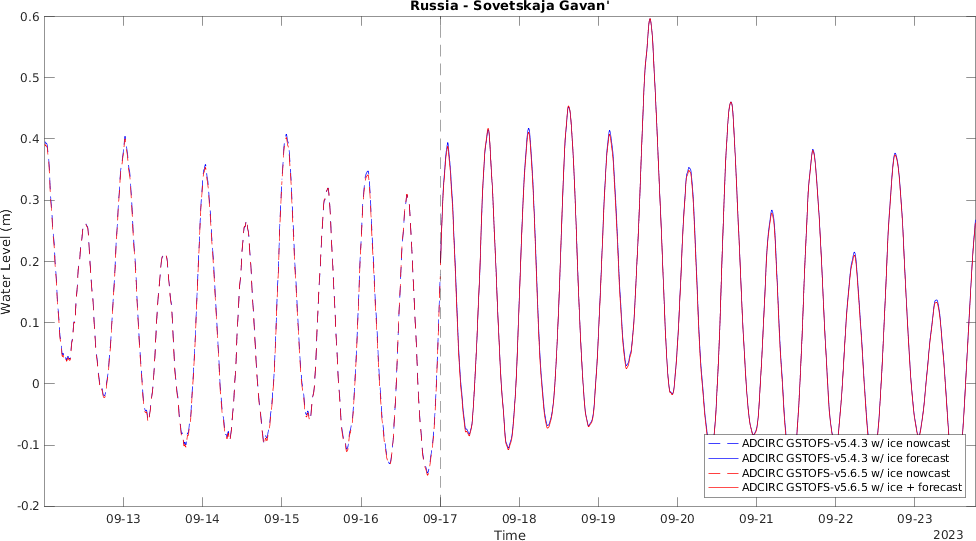 Russia - Sovetskaja Gavan'
0.6
0.5
0.4
0.3
0.2
0.1
0
-0.1
-0.2
Water Level (m)
ADCIRC GSTOFS-v5.4.3 w/ ice nowcast
ADCIRC GSTOFS-v5.4.3 w/ ice forecast
ADCIRC GSTOFS-v5.6.5 w/ ice nowcast
ADCIRC GSTOFS-v5.6.5 w/ ice + forecast
09-13 09-14 09-15 09-16 09-17 09-18 09-19 09-20 09-21 09-22 09-23
Time
2023